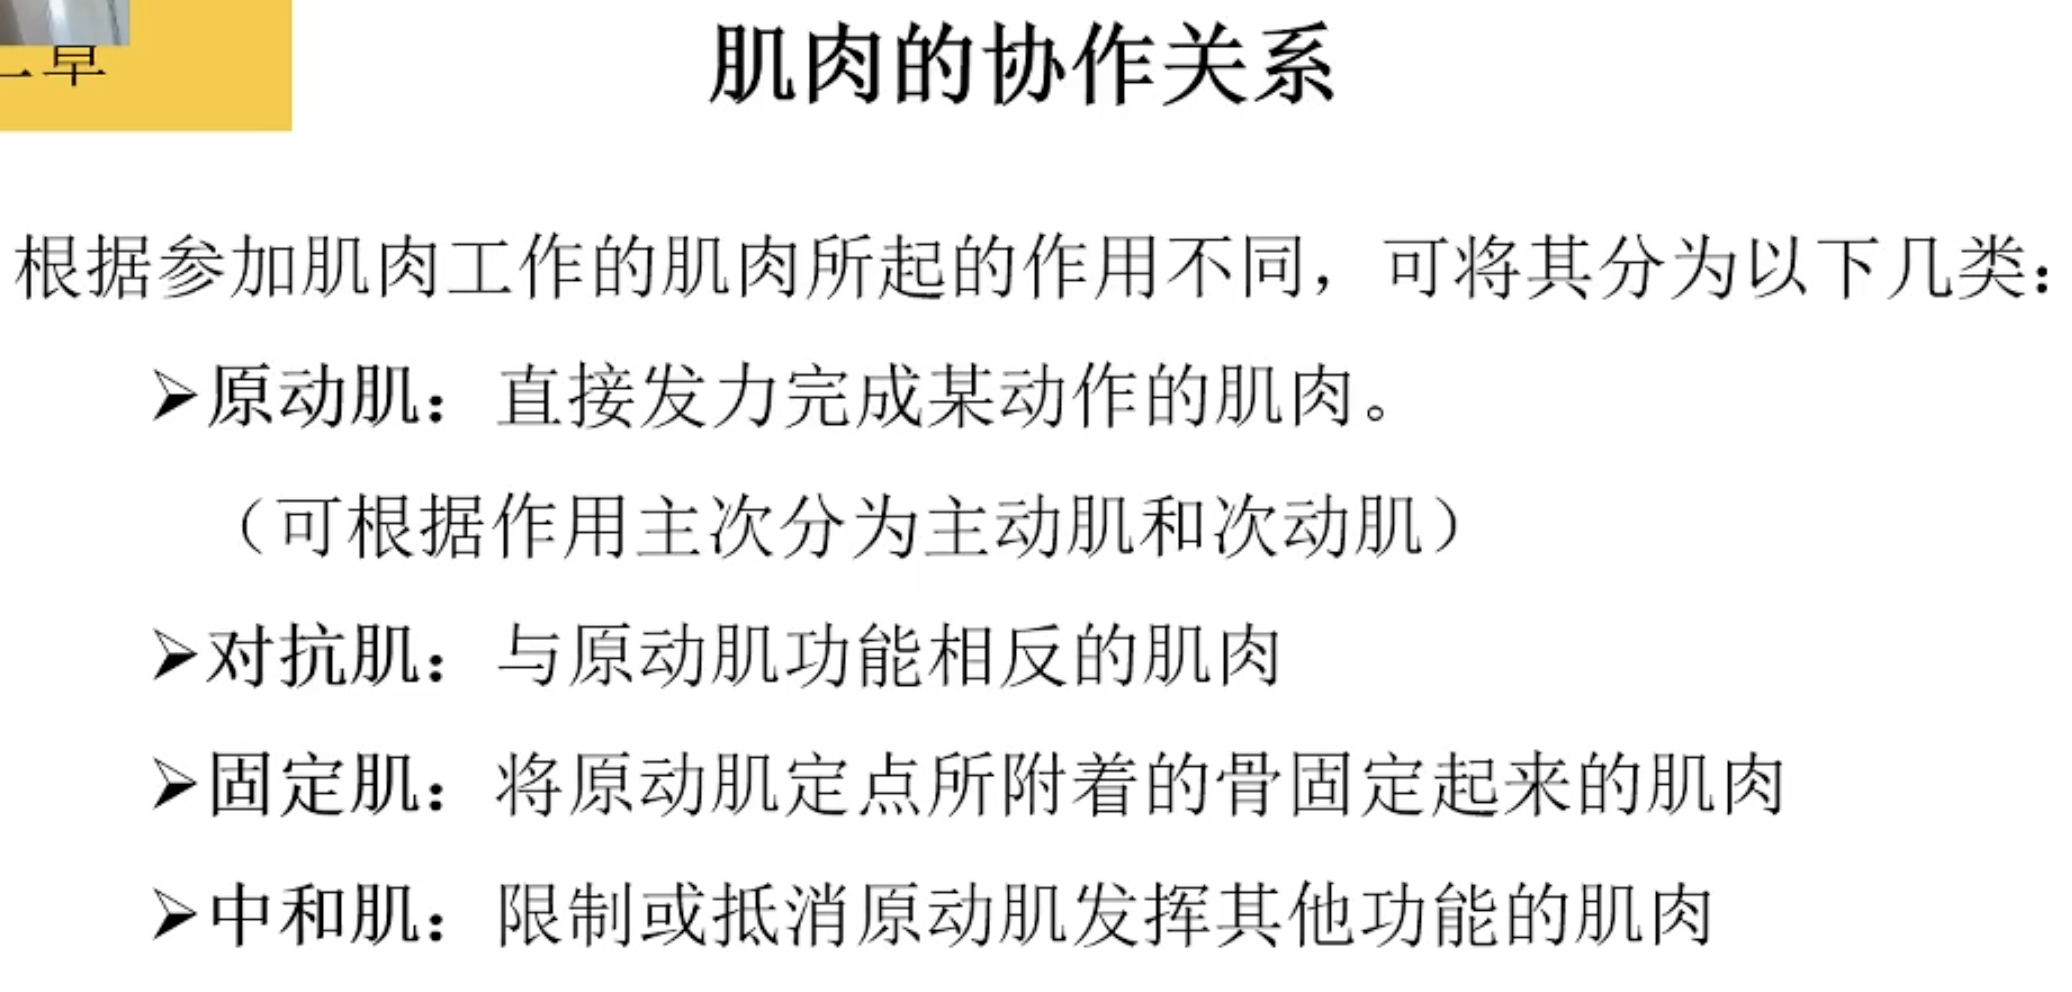 章
肌肉的协作关系
根据参加肌肉工作的肌肉所起的作用不同，可将其分为以下几类：
➢原动肌：直接发力完成某动作的肌肉。
（可根据作用主次分为主动肌和次动肌）
➢对抗肌：与原动肌功能相反的肌肉
➢固定肌：将原动肌定点所附着的骨固定起来的肌肉
➢中和肌：限制或抵消原动肌发挥其他功能的肌肉